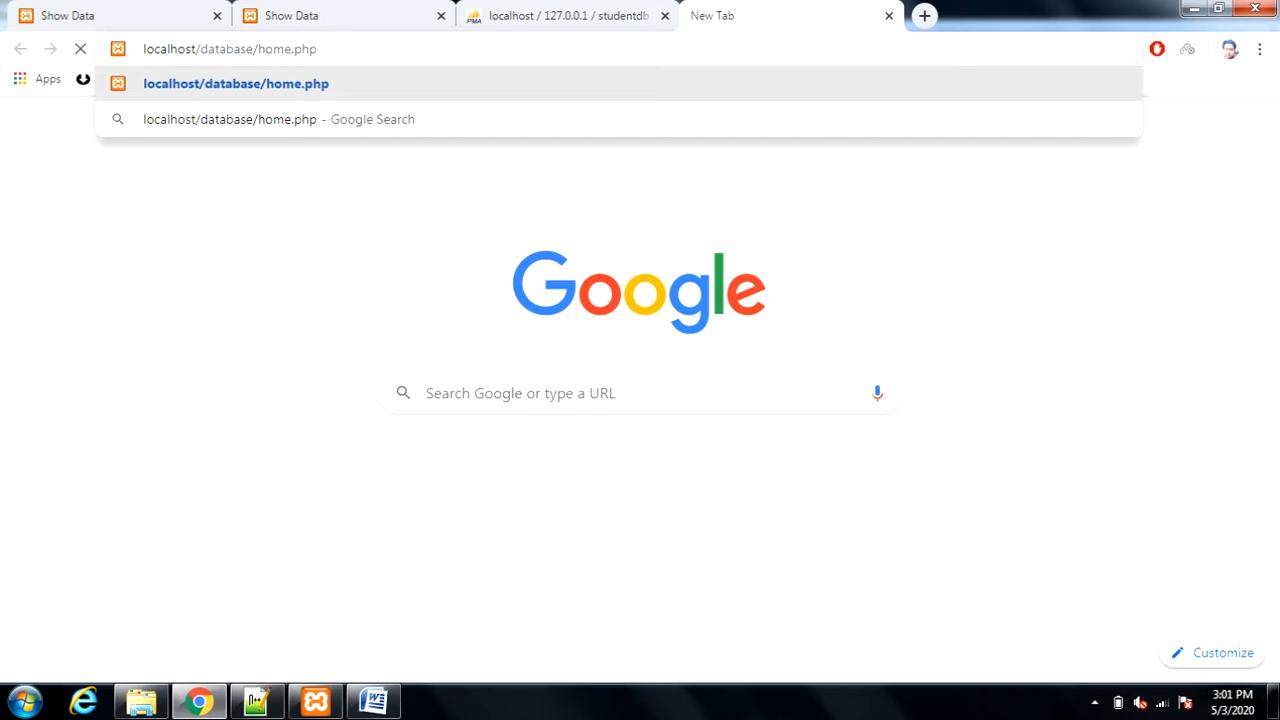 Show Data
Show Data
localhost / 127.0.0.1 / studentdb
New Tab
localhost/database/home.php
Apps
localhost/database/home.php
localhost/database/home.php - Google Search
Google
Search Google or type a URL
Customize
3:01 PM
5/3/2020